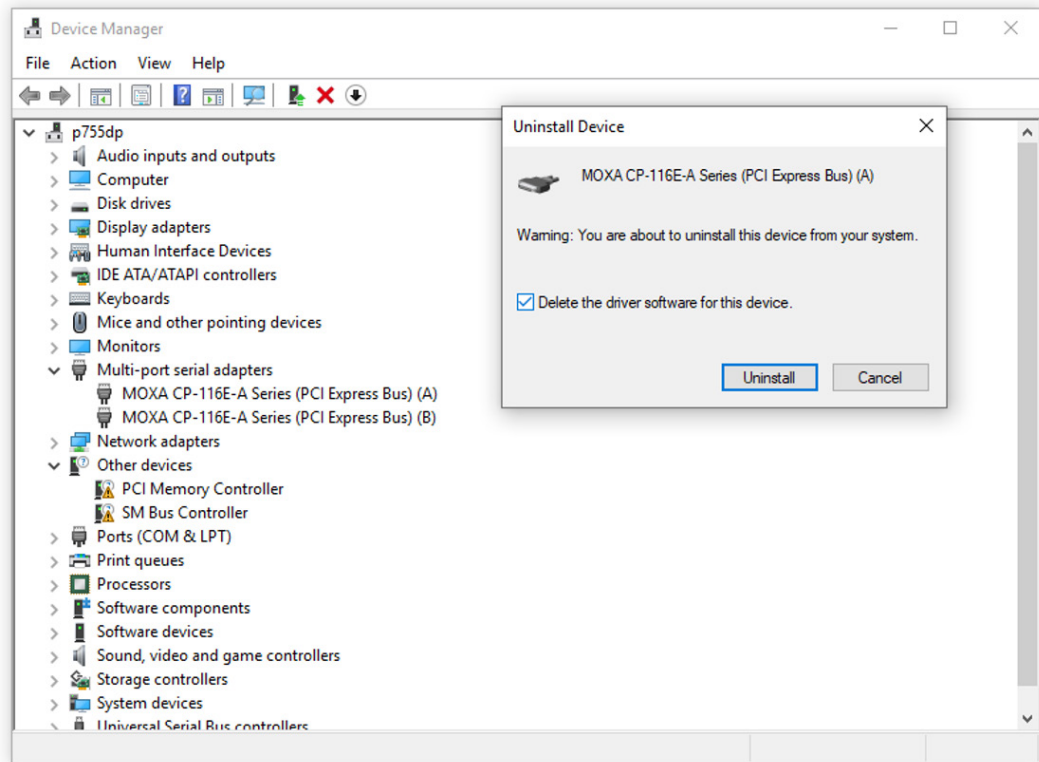 Device Manager
File Action View Help
p755dp
Audio inputs and outputs
Computer
Disk drives
Display adapters
Human Interface Devices
IDE ATA/ATAPI controllers
Keyboards
Mice and other pointing devices
Monitors
Multi-port serial adapters
MOXA CP-116E-A Series (PCI Express Bus) (A)
MOXA CP-116E-A Series (PCI Express Bus) (B)
Network adapters
Other devices
PCI Memory Controller
SM Bus Controller
Ports (COM & LPT)
Print queues
Processors
Software components
Software devices
Sound, video and game controllers
Storage controllers
System devices
Universal Serial Bus controllers
Uninstall Device
MOXA CP-116E-A Series (PCI Express Bus) (A)
Warning: You are about to uninstall this device from your system.
Delete the driver software for this device.
Uninstall Cancel